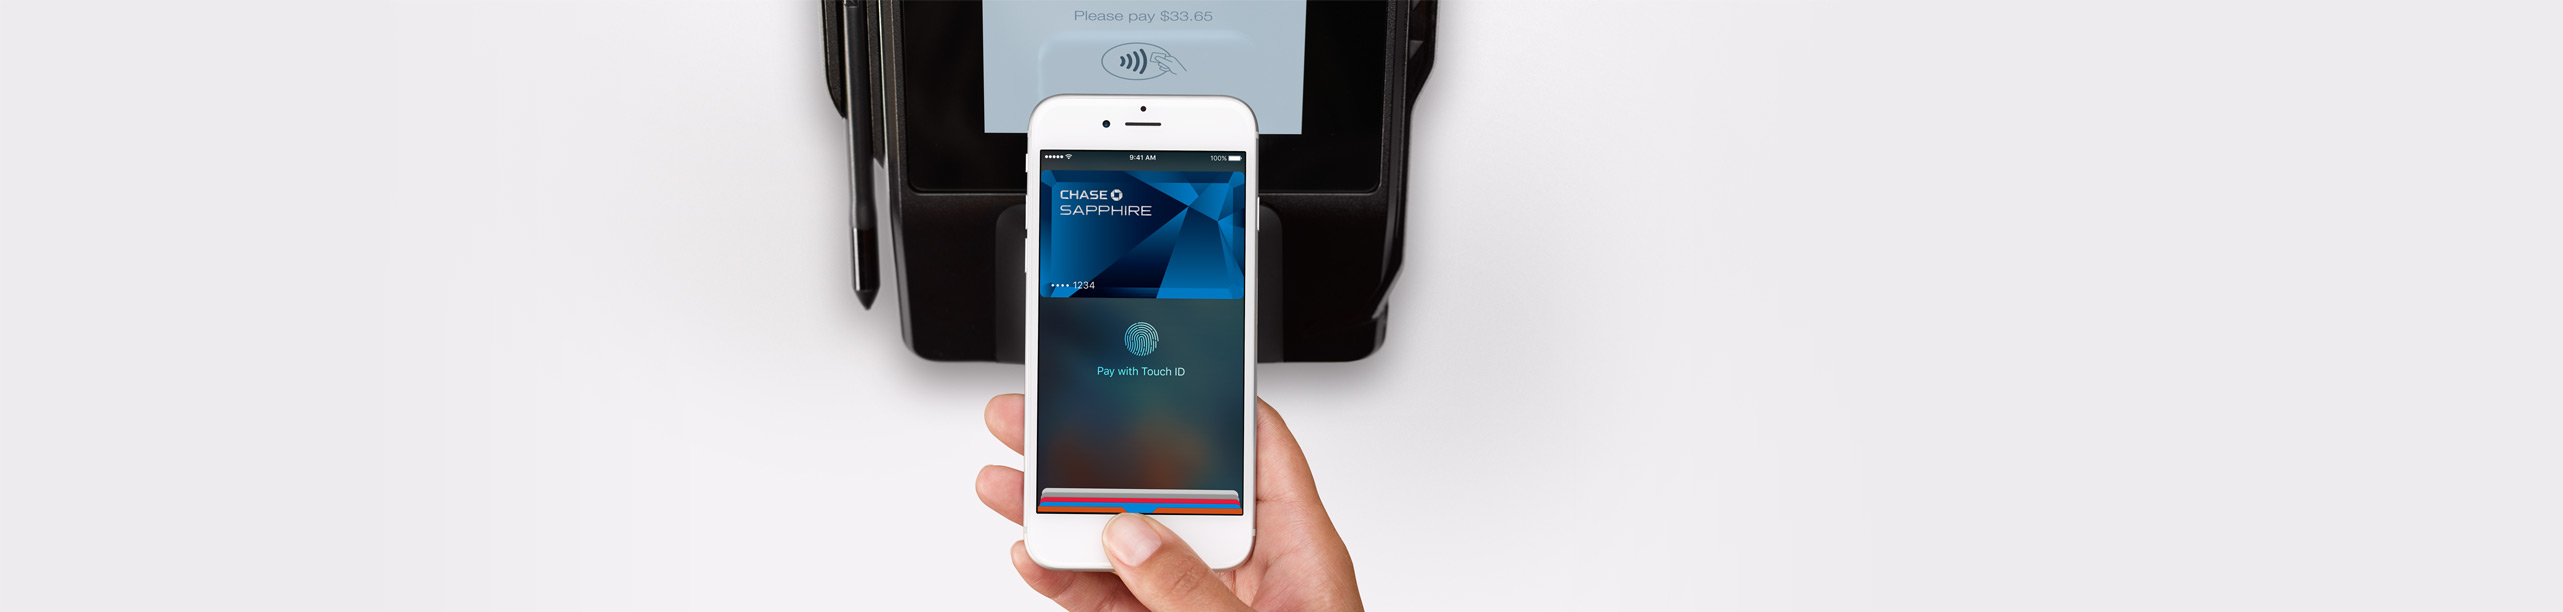 Please pay $33.65
9:41 AM
100%
CHASE
SAPPHIRE
•••• 1234
Pay with Touch ID